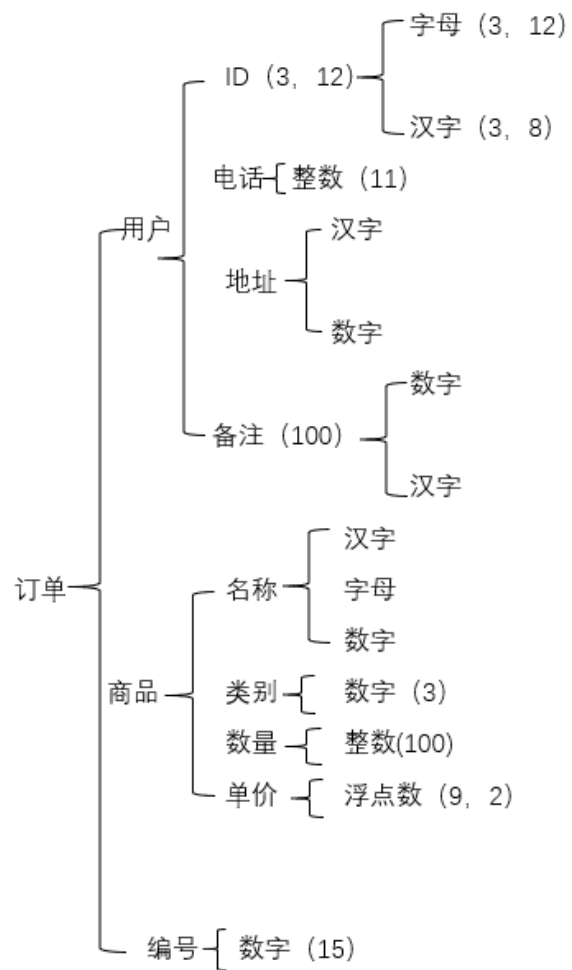 字母（3，12）
ID（3，12）
汉字（3，8）
电话 整数（11）
用户
汉字
地址
数字
数字
备注（100）
汉字
汉字
订单
名称
字母
数字
商品
类别 数字（3）
数量 整数(100)
单价 浮点数（9，2）
编号 数字（15）